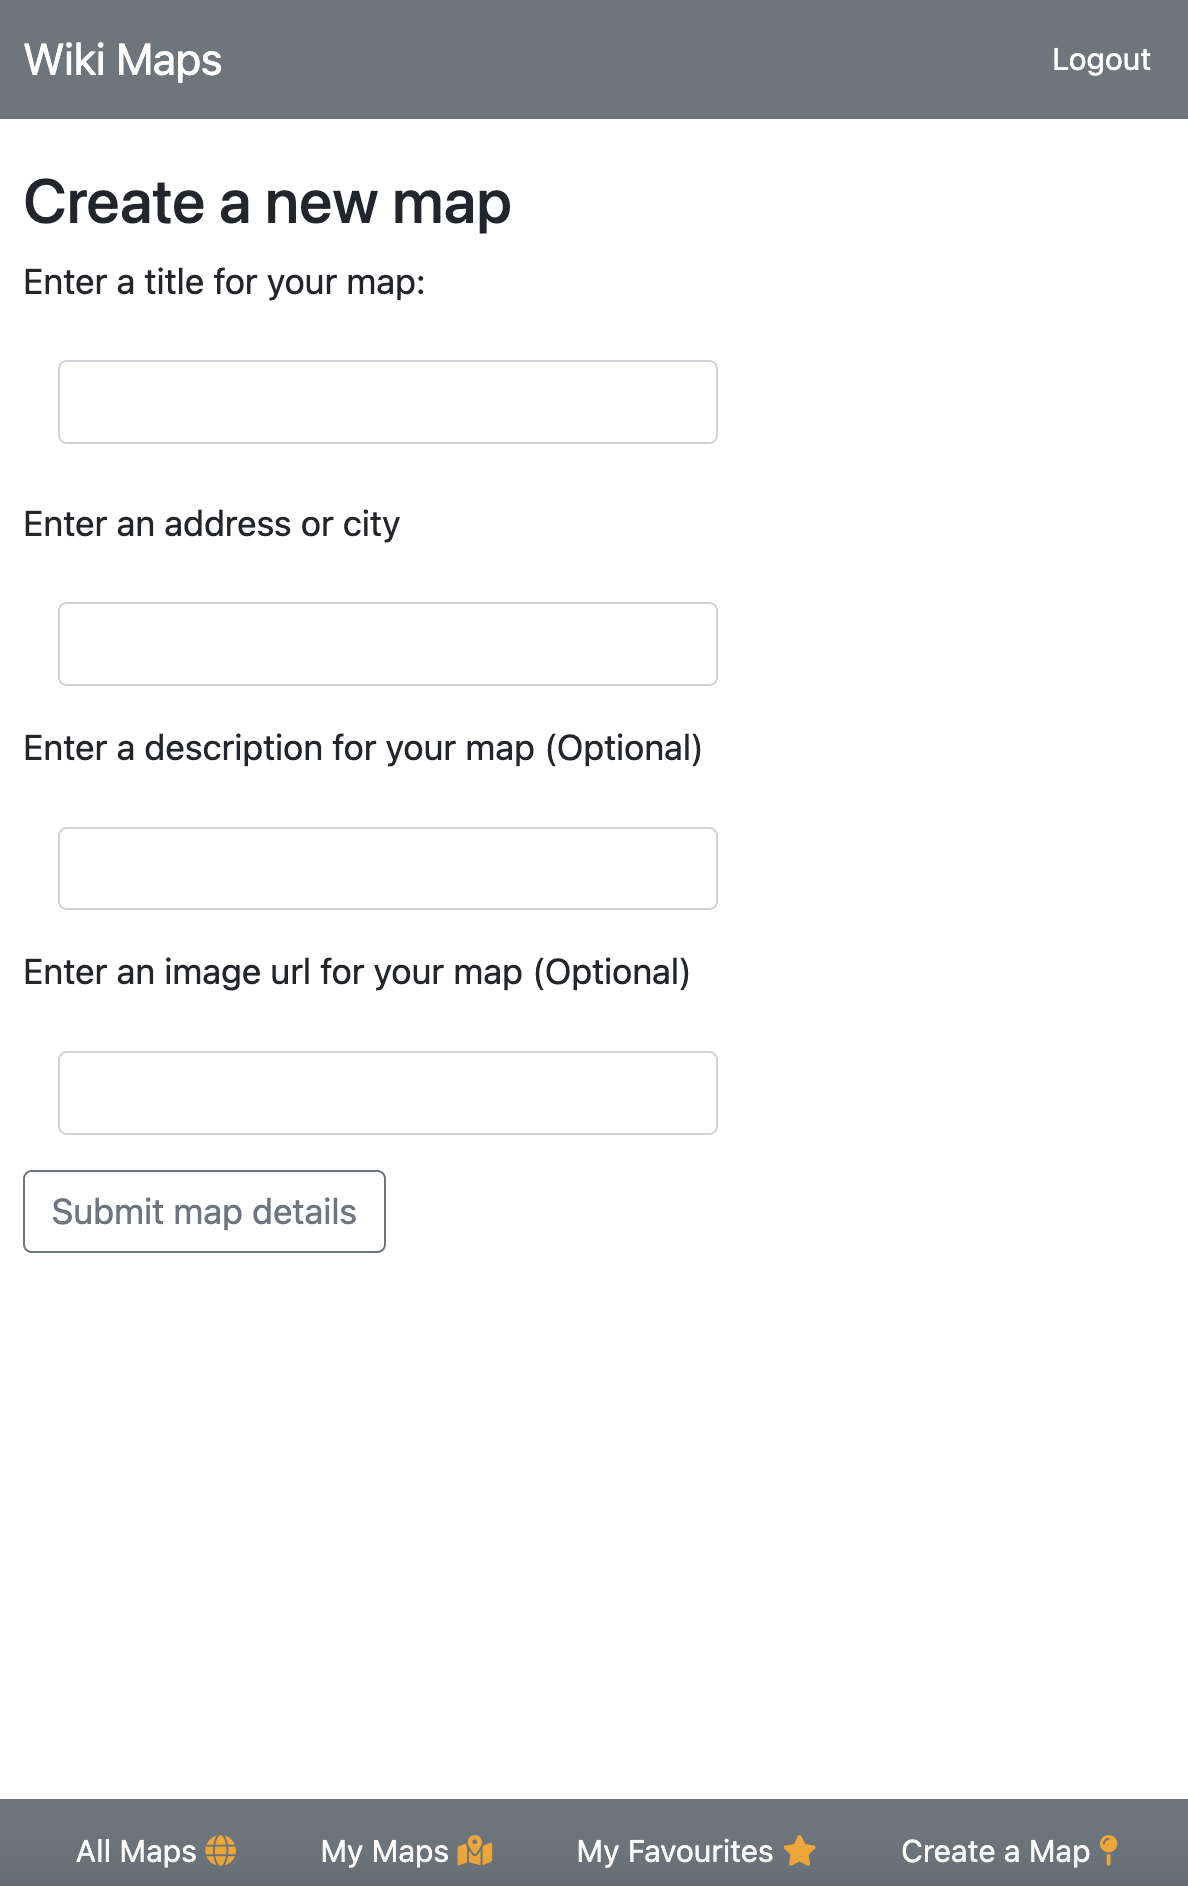 Wiki Maps Logout
Create a new map
Enter a title for your map:
Enter an address or city
Enter a description for your map (Optional)
Enter an image url for your map (Optional)
Submit map details
All Maps My Maps My Favourites Create a Map